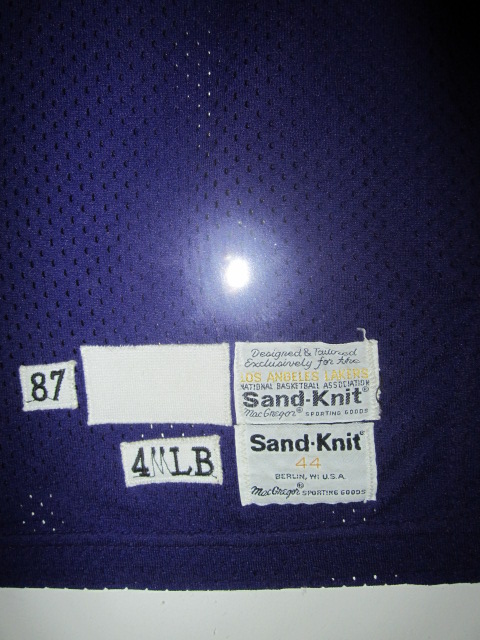 Designed & Tailored
Exclusively for the
LOS ANGELES LAKERS
NATIONAL BASKETBALL ASSOCIATION
87
Sand-Knit®
MacGregor® SPORTING GOODS
4 LB
Sand-Knit®
44
BERLIN, WI U.S.A.
MacGregor® SPORTING GOODS